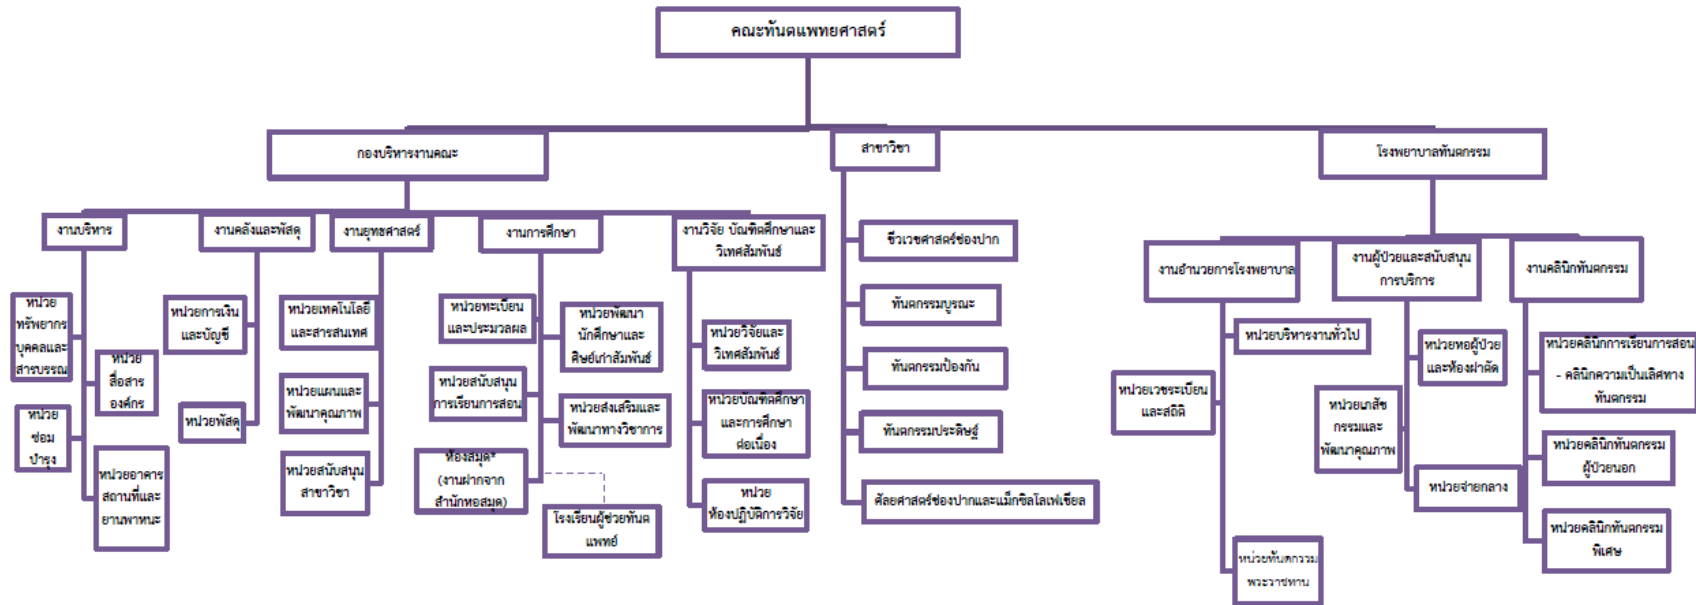 คณะทันตแพทยศาสตร์
กองบริหารงานคณะ
สาขาวิชา
โรงพยาบาลทันตกรรม
งานบริหาร
งานคลังและพัสดุ
งานยุทธศาสตร์
งานการศึกษา
งานวิจัย บัณฑิตศึกษาและ
วิเทศสัมพันธ์
หน่วย
ทรัพยากร
บุคคลและ
สารบรรณ
หน่วย
สื่อสาร
องค์กร
หน่วย
ซ่อม
บำรุง
หน่วยอาคาร
สถานที่และ
ยานพาหนะ
หน่วยการเงิน
และบัญชี
หน่วยพัสดุ
หน่วยเทคโนโลยี
และสารสนเทศ
หน่วยแผนและ
พัฒนาคุณภาพ
หน่วยสนับสนุน
สาขาวิชา
หน่วยทะเบียน
และประมวลผล
หน่วยพัฒนา
นักศึกษาและ
ศิษย์เก่าสัมพันธ์
หน่วยสนับสนุน
การเรียนการสอน
หน่วยส่งเสริมและ
พัฒนาทางวิชาการ
ห้องสมุด*
(งานฝากจาก
สำนักหอสมุด)
โรงเรียนผู้ช่วยทันต
แพทย์
หน่วยวิจัยและ
วิเทศสัมพันธ์
หน่วยบัณฑิตศึกษา
และการศึกษา
ต่อเนื่อง
หน่วย
ห้องปฏิบัติการวิจัย
ชีวเวชศาสตร์ช่องปาก
ทันตกรรมบูรณะ
ทันตกรรมป้องกัน
ทันตกรรมประดิษฐ์
ศัลยศาสตร์ช่องปากและแม็กซิลโลเฟเชียล
งานอำนวยการโรงพยาบาล
งานผู้ป่วยและสนับสนุน
การบริการ
งานคลินิกทันตกรรม
หน่วยบริหารงานทั่วไป
หน่วยเวชระเบียน
และสถิติ
หน่วยทันตกรรม
พระราชทาน
หน่วยหอผู้ป่วย
และห้องผ่าตัด
หน่วยเภสัช
กรรมและ
พัฒนาคุณภาพ
หน่วยจ่ายกลาง
หน่วยคลินิกการเรียนการสอน
- คลินิกความเป็นเลิศทาง
ทันตกรรม
หน่วยคลินิกทันตกรรม
ผู้ป่วยนอก
หน่วยคลินิกทันตกรรม
พิเศษ